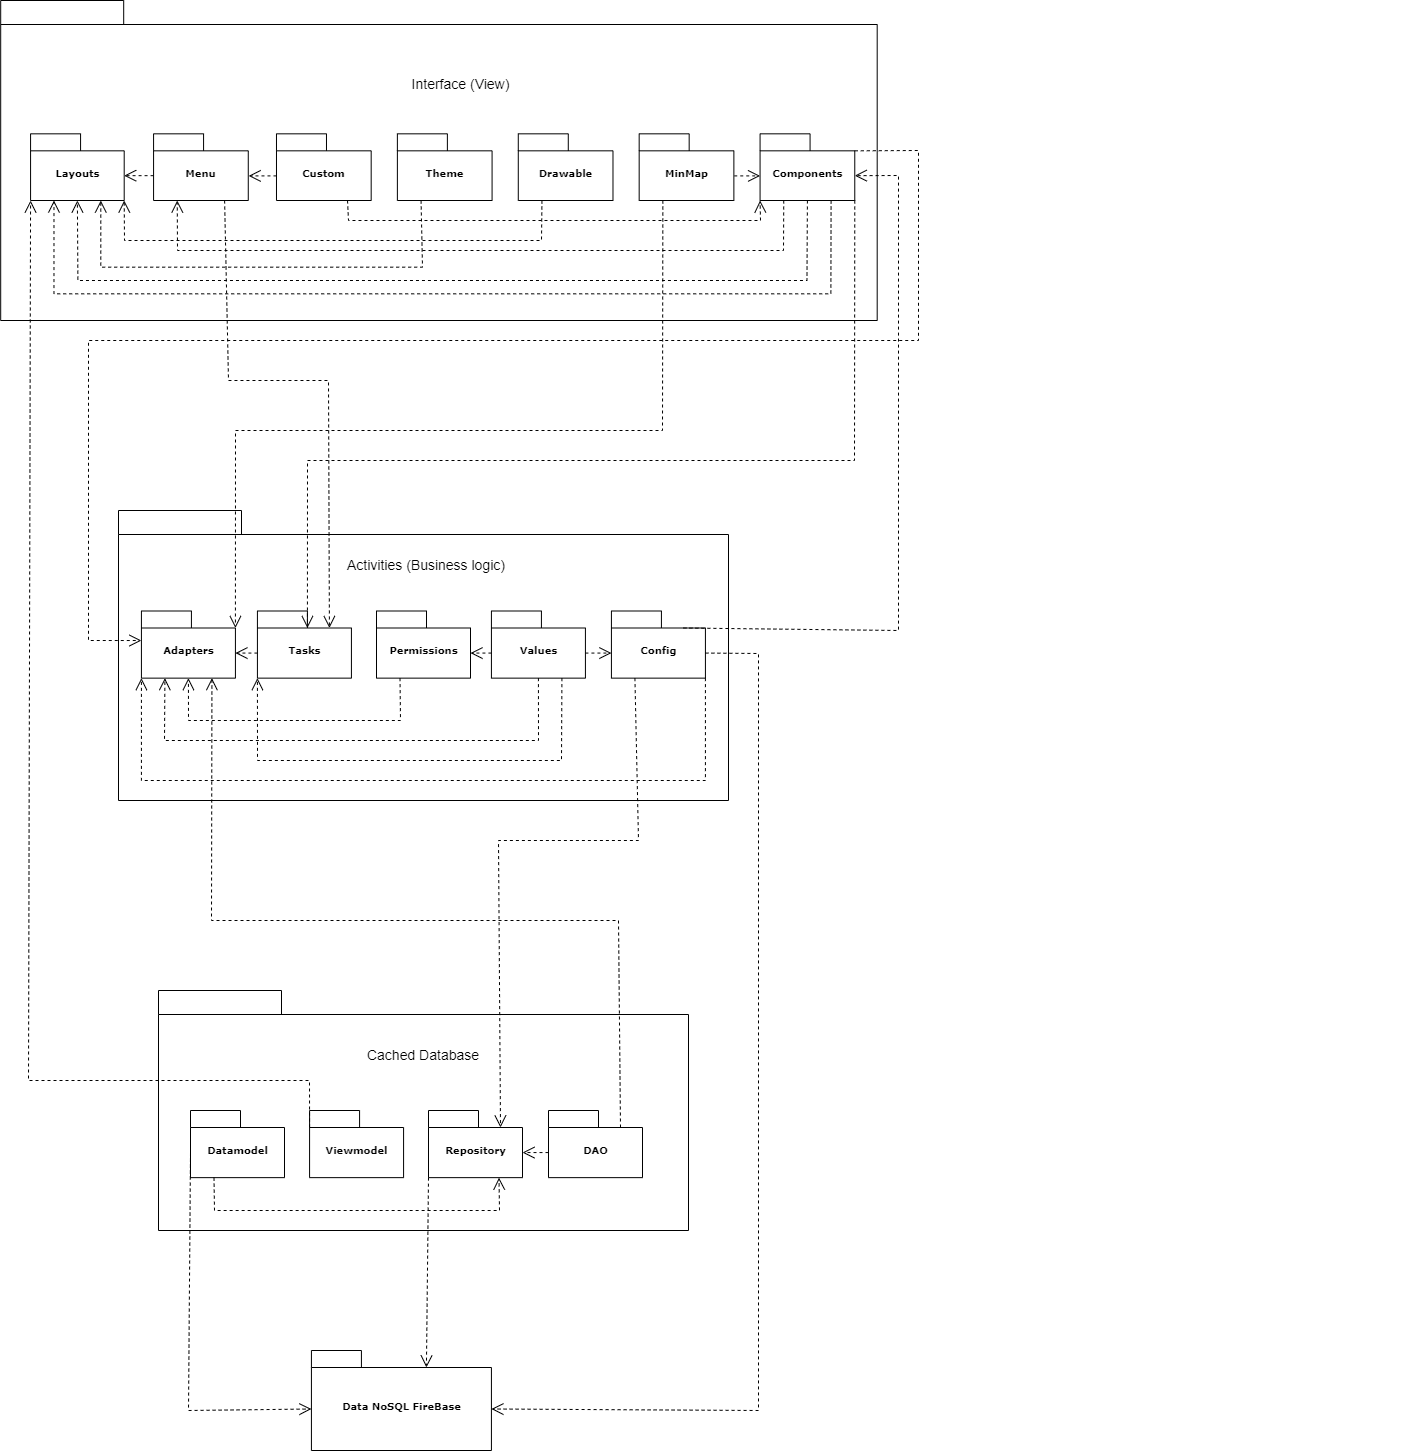 Interface (View)
Layouts
Menu
Custom
Theme
Drawable
MinMap
Components
Activities (Business logic)
Adapters
Tasks
Permissions
Values
Config
Cached Database
Datamodel
Viewmodel
Repository
DAO
Data NoSQL FireBase